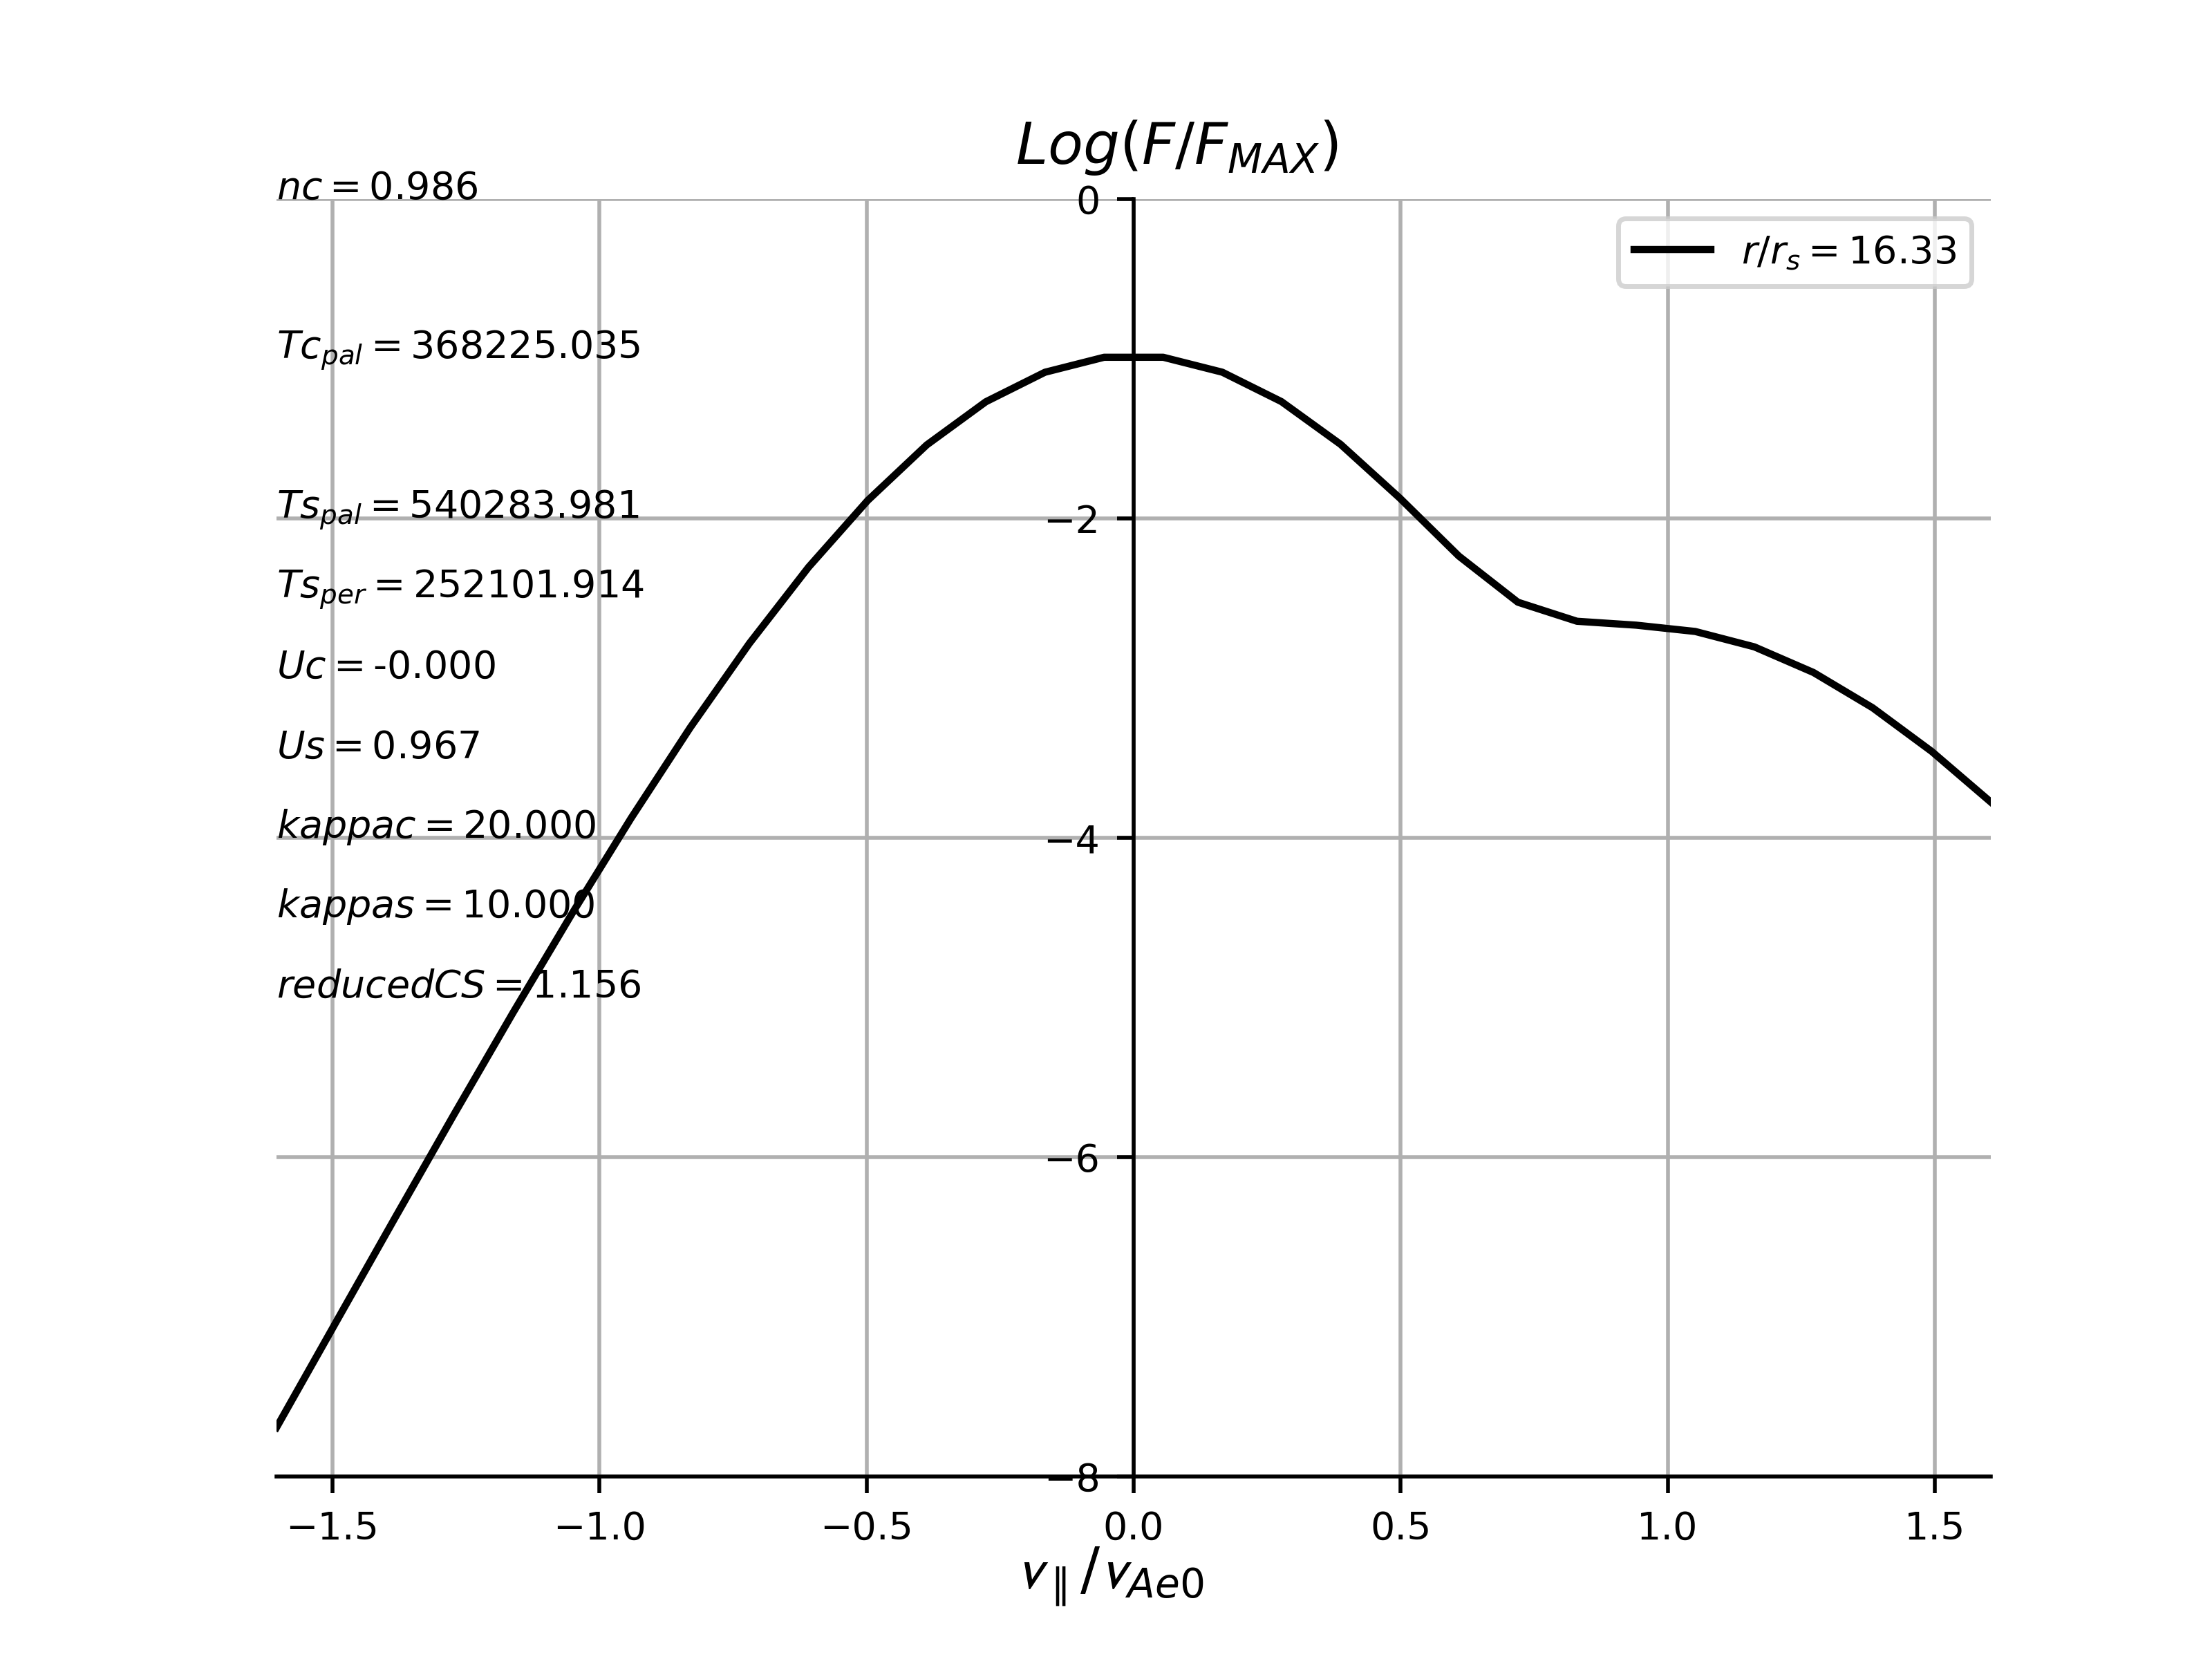 Log(F/F_MAX)
nc = 0.986
0
r/r_s = 16.33
Tc_pal = 368225.035
Ts_pal = 540283.981
−2
Ts_per = 252101.914
Uc = -0.000
Us = 0.967
kappac = 20.000
−4
kappas = 10.000
reducedCS = 1.156
−6
−8
−1.5 −1.0 −0.5 0.0 0.5 1.0 1.5
v_∥/v_Ae0